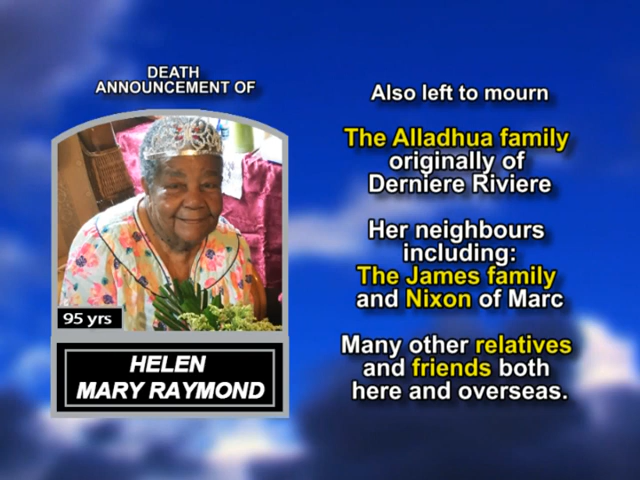 DEATH
ANNOUNCEMENT OF
95 yrs
HELEN
MARY RAYMOND
Also left to mourn
The Alladhua family
originally of
Derniere Riviere
Her neighbours
including:
The James family
and Nixon of Marc
Many other relatives
and friends both
here and overseas.